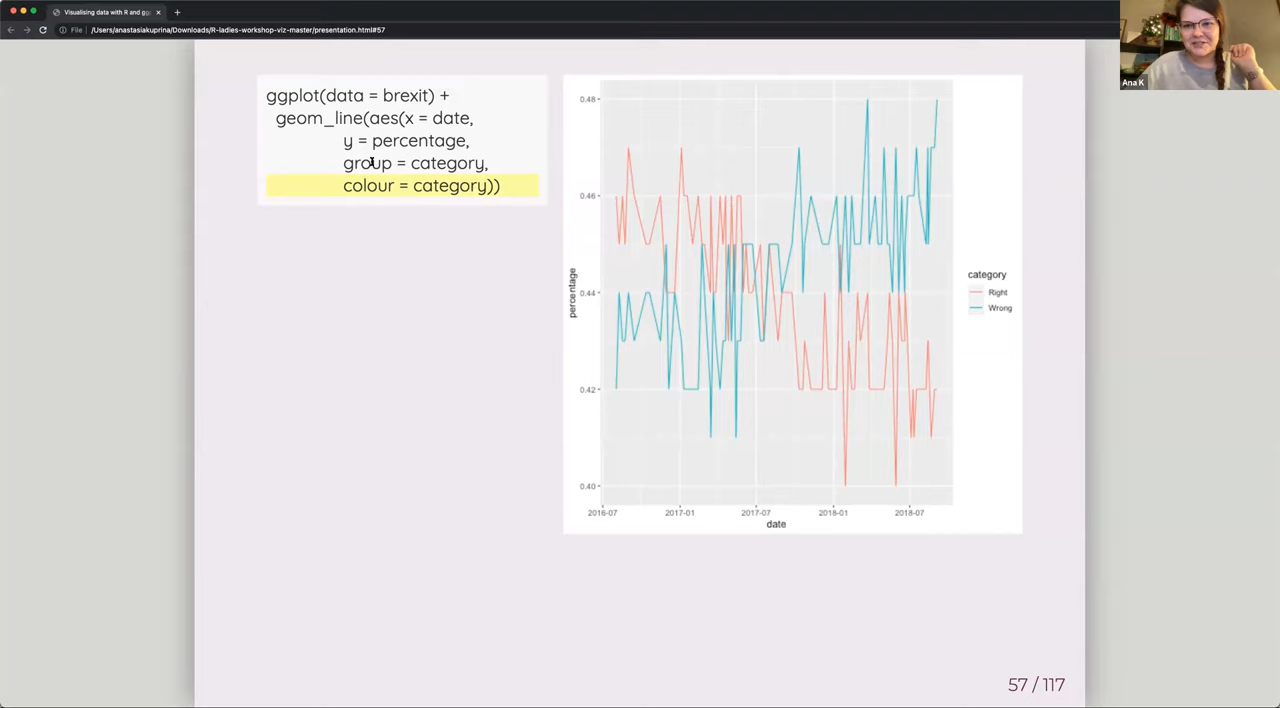 Visualising data with R and gg
File
/Users/anastasiakuprina/Downloads/R-ladies-workshop-viz-master/presentation.html#57
Ana K
ggplot(data = brexit) +
geom_line(aes(x = date,
y = percentage,
group = category,
colour = category))
0.48
0.46
0.44
0.42
0.40
percentage
2016-07
2017-01
2017-07
2018-01
2018-07
date
category
Right
Wrong
57 / 117